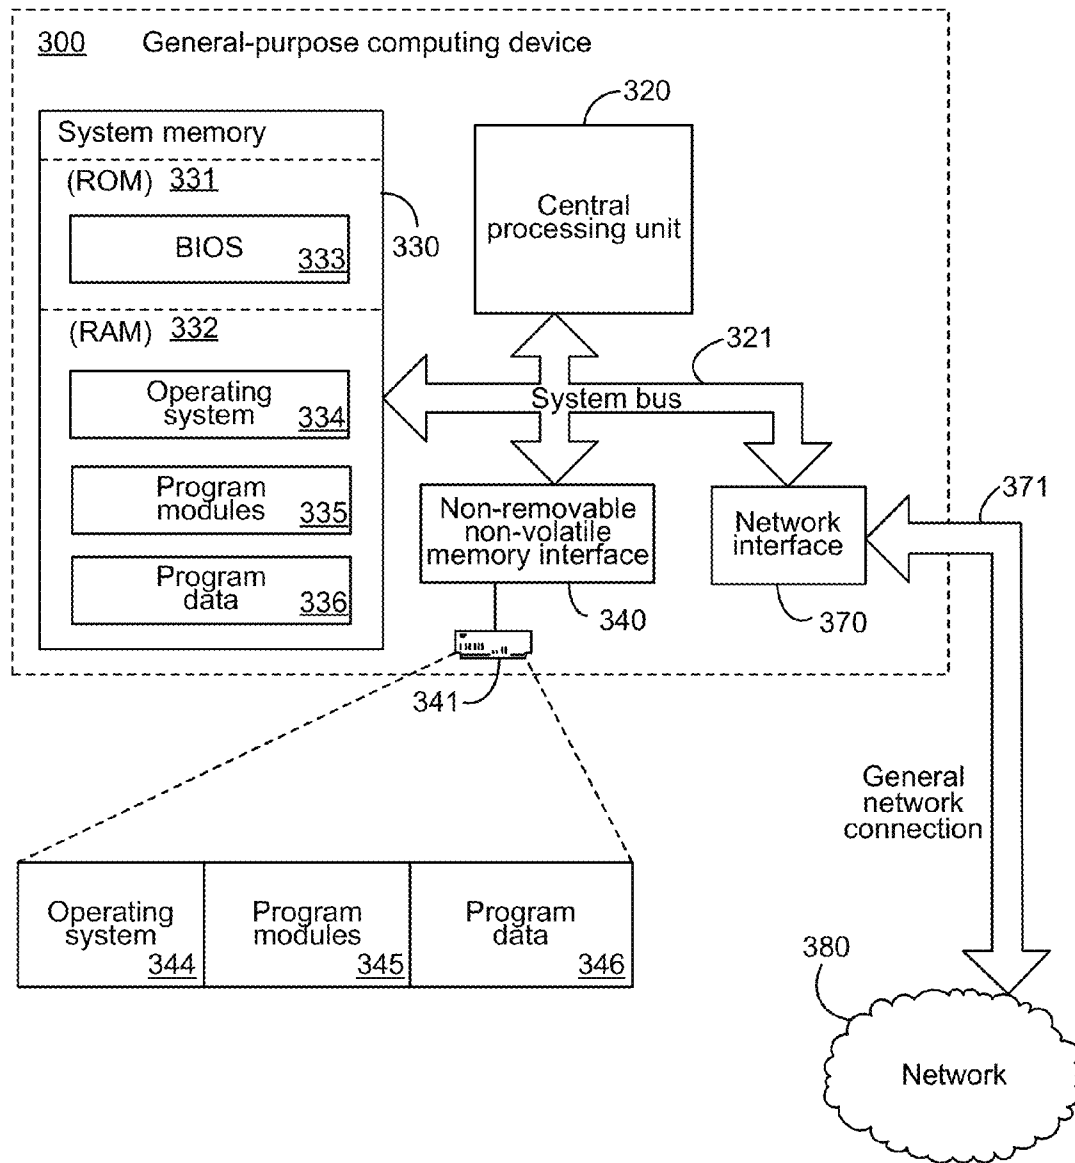 300 General-purpose computing device
System memory
(ROM) 331
BIOS
333
330
(RAM) 332
Operating
system
334
Program
modules
335
Program
data
336
320
Central
processing unit
321
System bus
Non-removable
non-volatile
memory interface
340
341
Network
interface
370
371
General
network
connection
Operating
system
344
Program
modules
345
Program
data
346
380
Network